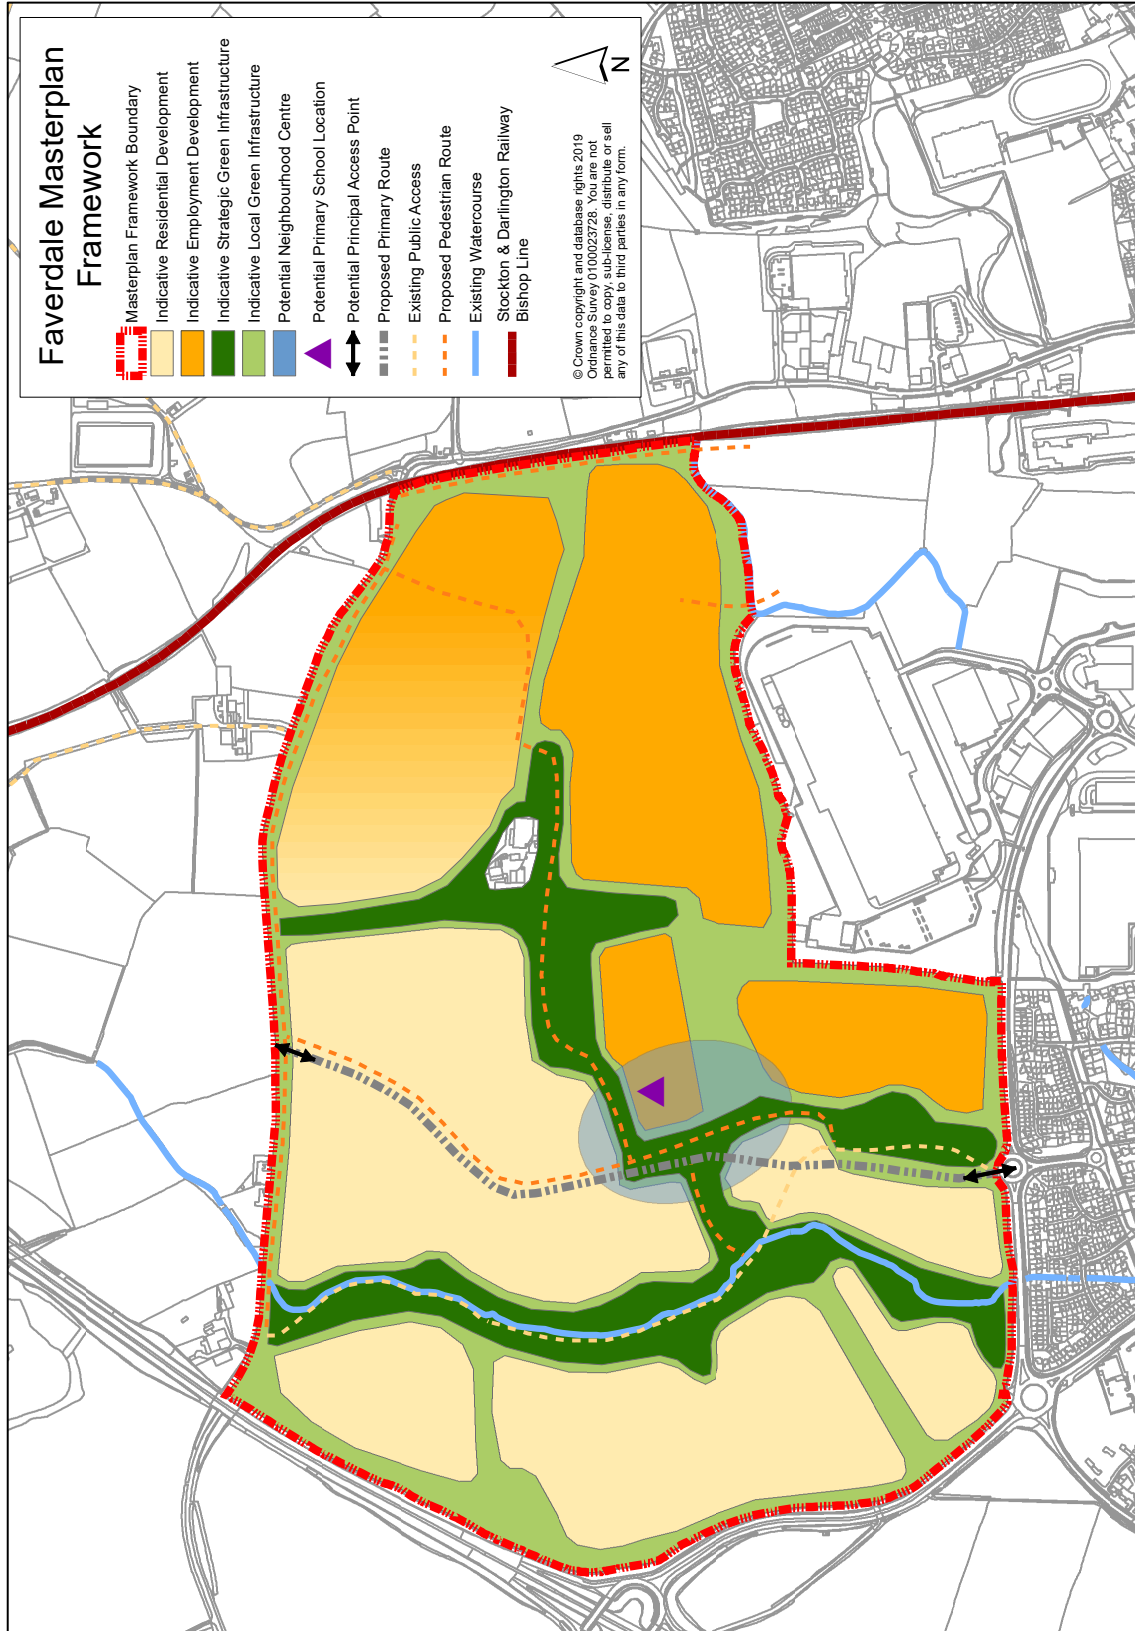 Faverdale Masterplan
Framework
Masterplan Framework Boundary
Indicative Residential Development
Indicative Employment Development
Indicative Strategic Green Infrastructure
Indicative Local Green Infrastructure
Potential Neighbourhood Centre
Potential Primary School Location
Potential Principal Access Point
Proposed Primary Route
Existing Public Access
Proposed Pedestrian Route
Existing Watercourse
Stockton & Darlington Railway
Bishop Line
N
© Crown copyright and database rights 2019
Ordnance Survey 0100023728. You are not
permitted to copy, sub-license, distribute or sell
any of this data to third parties in any form.